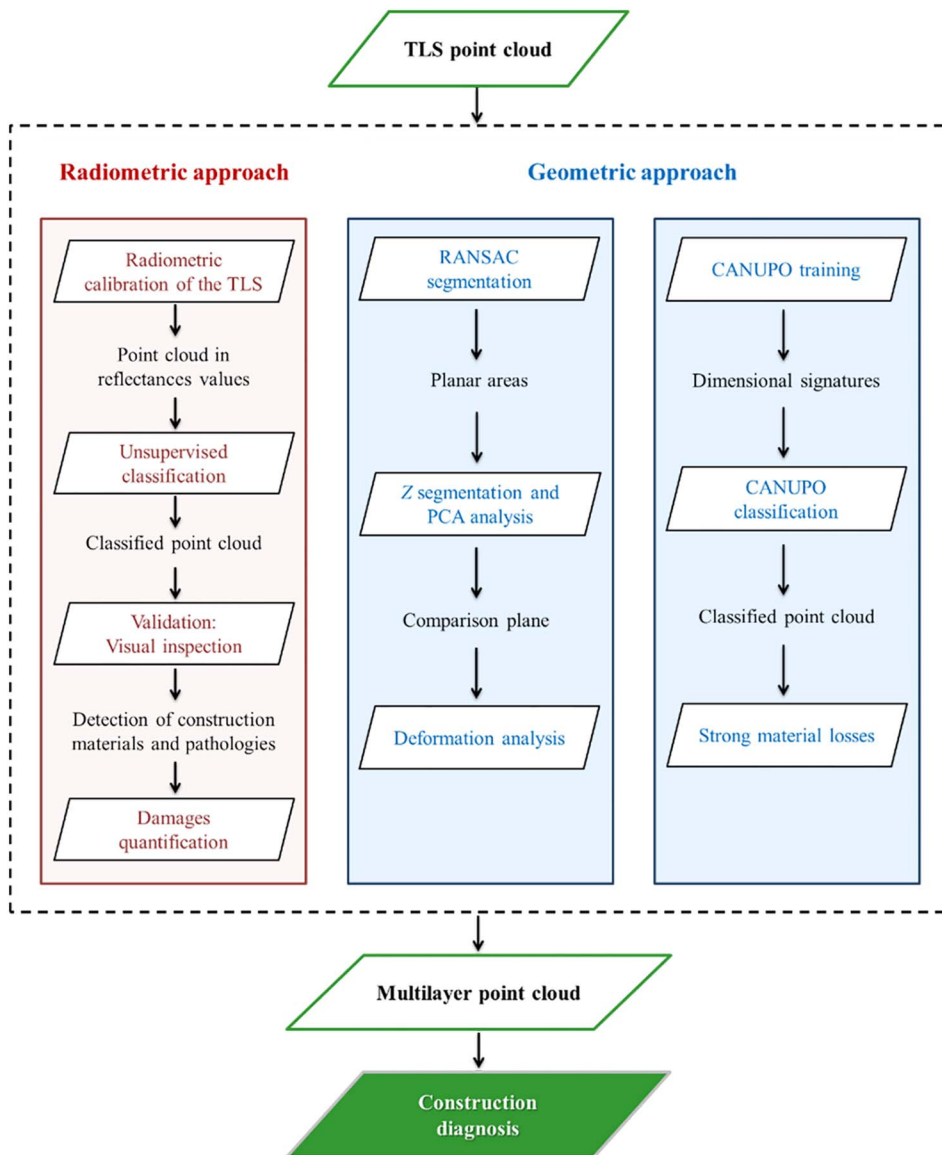 TLS point cloud
Radiometric approach
Geometric approach
Radiometric
calibration of the TLS
Point cloud in
reflectances values
Unsupervised
classification
Classified point cloud
Validation:
Visual inspection
Detection of construction
materials and pathologies
Damages
quantification
RANSAC
segmentation
Planar areas
Z segmentation and
PCA analysis
Comparison plane
Deformation analysis
CANUPO training
Dimensional signatures
CANUPO
classification
Classified point cloud
Strong material losses
Multilayer point cloud
Construction
diagnosis